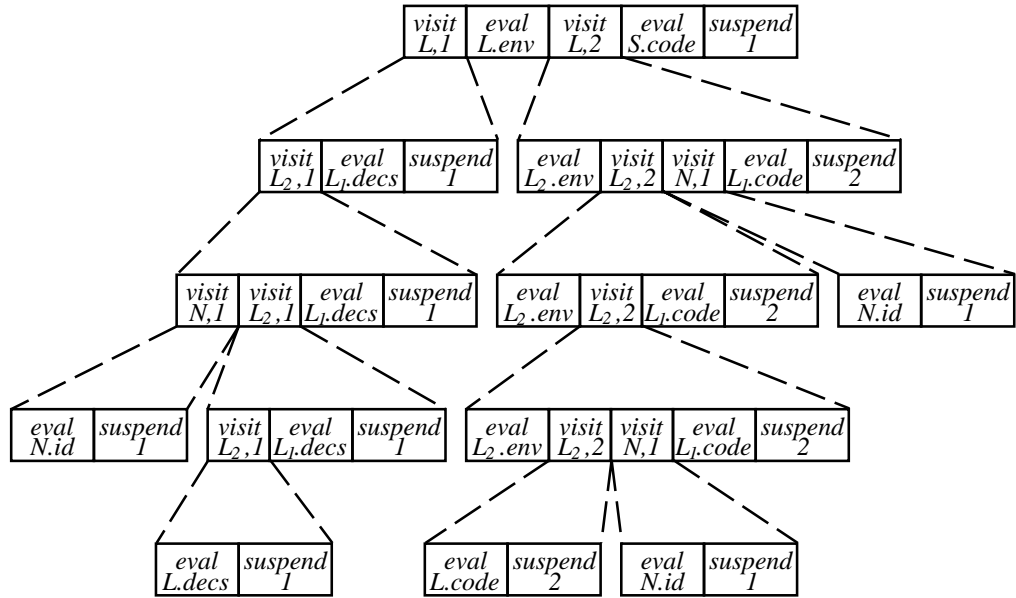 visit L,1 eval L.env visit L,2 eval S.code suspend 1
visit L2,1 eval L1.decs suspend 1
eval L2.env visit L2,2 visit N,1 eval L1.code suspend 2
visit N,1 visit L2,1 eval L1.decs suspend 1
eval L2.env visit L2,2 eval L1.code suspend 2
eval N.id suspend 1
eval N.id suspend 1
visit L2,1 eval L1.decs suspend 1
eval L2.env visit L2,2 visit N,1 eval L1.code suspend 2
eval L.decs suspend 1
eval L.code suspend 2
eval N.id suspend 1